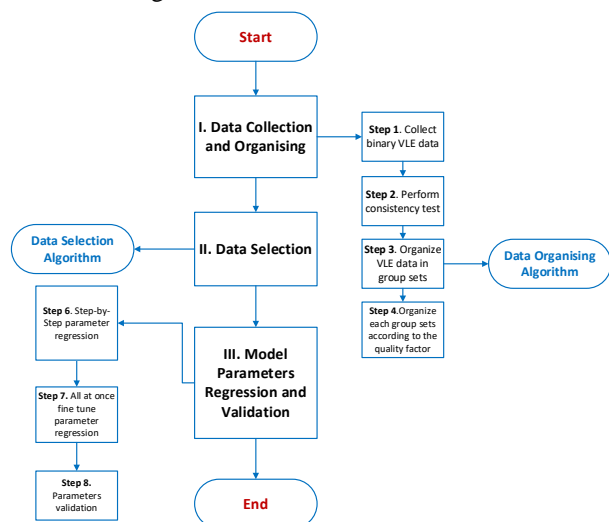 Start
I. Data Collection
and Organising
Step 1. Collect
binary VLE data
Step 2. Perform
consistency test
Step 3. Organize
VLE data in
group sets
Data Organising
Algorithm
Step 4.Organize
each group sets
according to the
quality factor
II. Data Selection
Data Selection
Algorithm
III. Model
Parameters
Regression and
Validation
Step 6. Step-by-
Step parameter
regression
Step 7. All at once
fine tune
parameter
regression
Step 8.
Parameters
validation
End